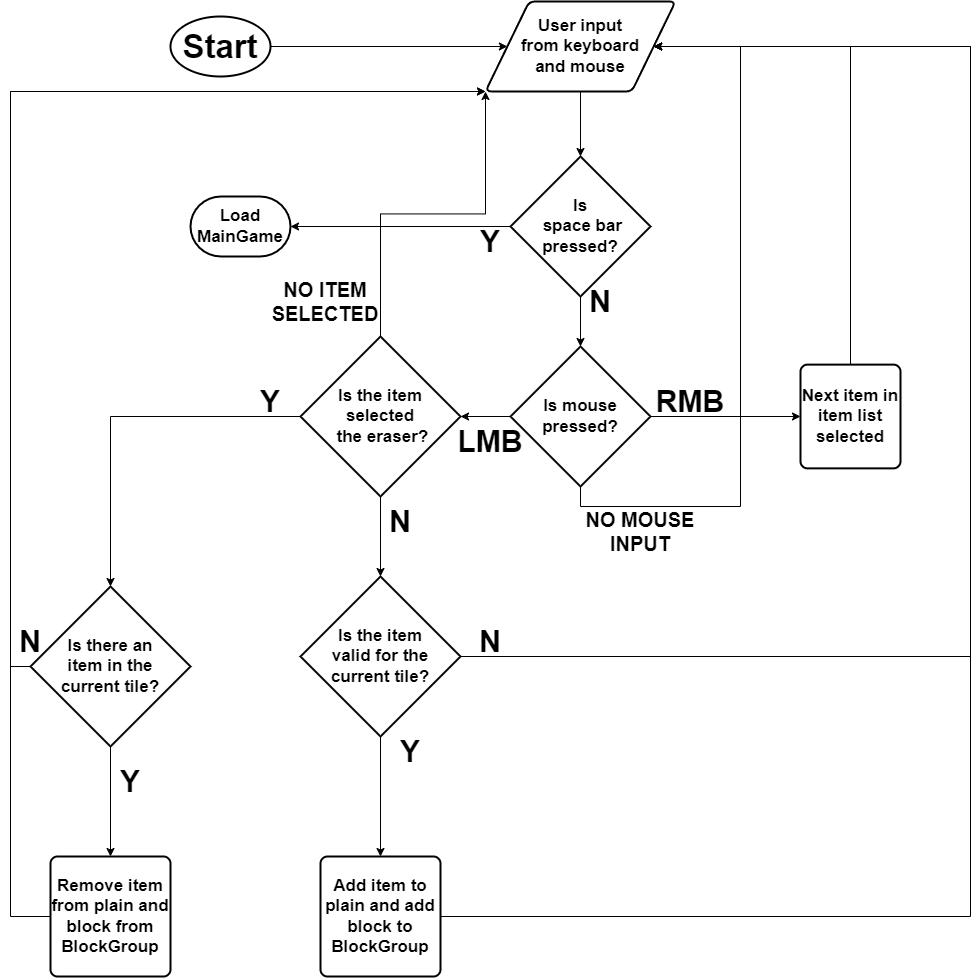 Start
User input
from keyboard
and mouse
Is
space bar
pressed?
Y
Load
MainGame
N
NO ITEM
SELECTED
Is mouse
pressed?
RMB
Next item in
item list
selected
LMB
NO MOUSE
INPUT
Is the item
selected
the eraser?
Y
N
Is there an
item in the
current tile?
N
Y
Is the item
valid for the
current tile?
N
Y
Remove item
from plain and
block from
BlockGroup
Add item to
plain and add
block to
BlockGroup